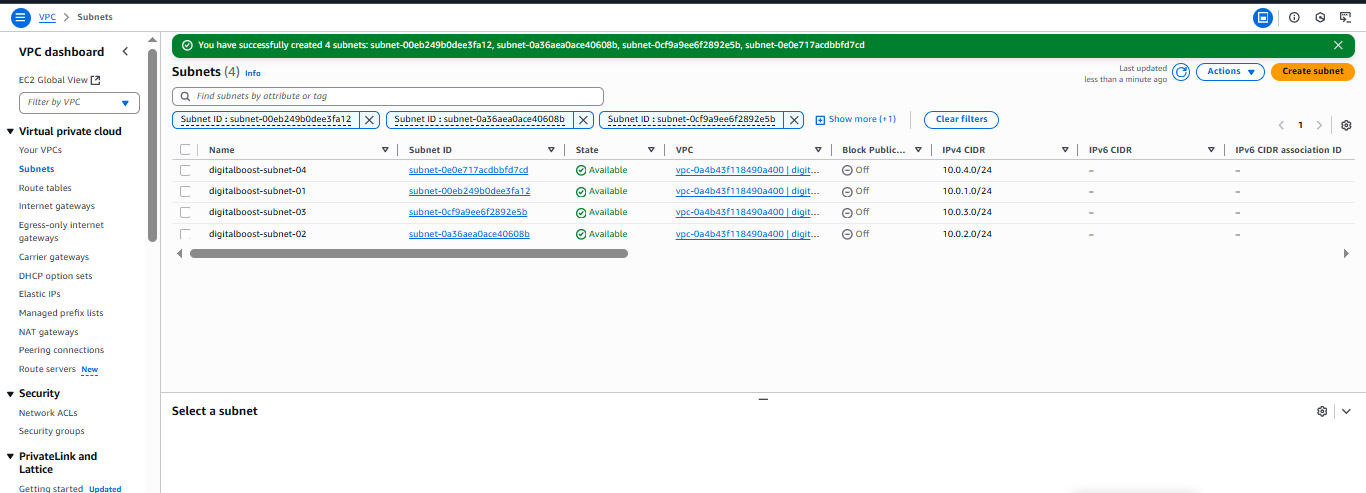 VPC > Subnets
VPC dashboard
EC2 Global View
Filter by VPC
Virtual private cloud
Your VPCs
Subnets
Route tables
Internet gateways
Egress-only internet
gateways
Carrier gateways
DHCP option sets
Elastic IPs
Managed prefix lists
NAT gateways
Peering connections
Route servers New
Security
Network ACLs
Security groups
PrivateLink and
Lattice
Getting started Updated
You have successfully created 4 subnets: subnet-00eb249b0dee3fa12, subnet-0a36aea0ace40608b, subnet-0cf9a9ee6f2892e5b, subnet-0e0e717acdbbfd7cd
Subnets (4) Info
Last updated
less than a minute ago
Actions
Create subnet
Find subnets by attribute or tag
Subnet ID : subnet-00eb249b0dee3fa12 Subnet ID : subnet-0a36aea0ace40608b Subnet ID : subnet-0cf9a9ee6f2892e5b Show more (+1) Clear filters
1
Name Subnet ID State VPC Block Public... IPv4 CIDR IPv6 CIDR IPv6 CIDR association ID
digitalboost-subnet-04 subnet-0e0e717acdbbfd7cd Available vpc-0a4b43f118490a400 | digit... Off 10.0.4.0/24 – –
digitalboost-subnet-01 subnet-00eb249b0dee3fa12 Available vpc-0a4b43f118490a400 | digit... Off 10.0.1.0/24 – –
digitalboost-subnet-03 subnet-0cf9a9ee6f2892e5b Available vpc-0a4b43f118490a400 | digit... Off 10.0.3.0/24 – –
digitalboost-subnet-02 subnet-0a36aea0ace40608b Available vpc-0a4b43f118490a400 | digit... Off 10.0.2.0/24 – –
Select a subnet